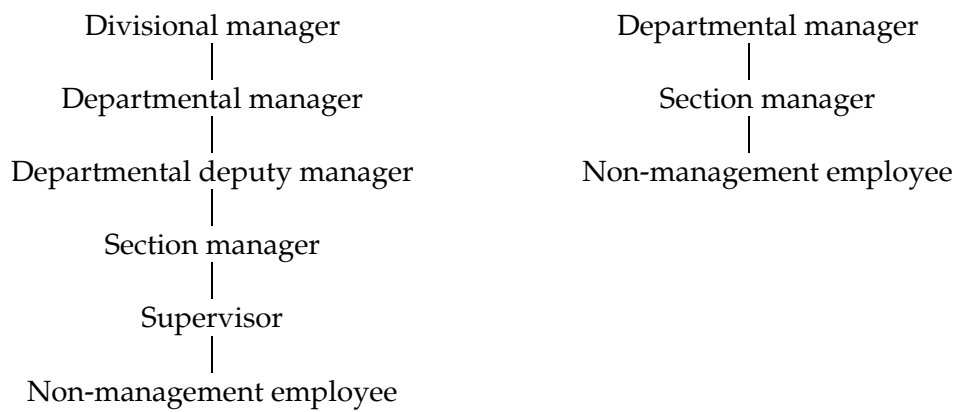 Divisional manager
Departmental manager
Departmental deputy manager
Section manager
Supervisor
Non-management employee
Departmental manager
Section manager
Non-management employee